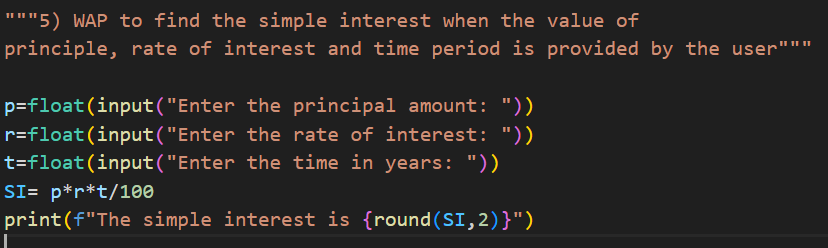 """5) WAP to find the simple interest when the value of
principle, rate of interest and time period is provided by the user"""
p=float(input("Enter the principal amount: "))
r=float(input("Enter the rate of interest: "))
t=float(input("Enter the time in years: "))
SI= p*r*t/100
print(f"The simple interest is {round(SI,2)}")